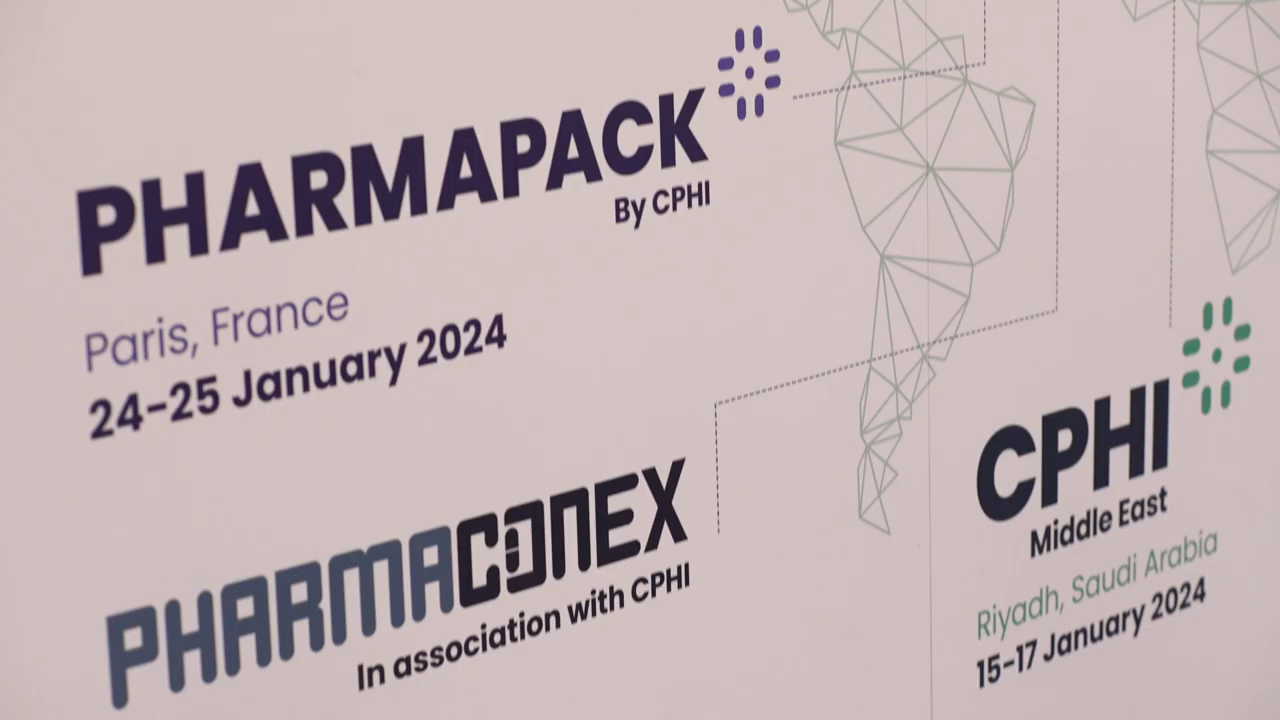 PHARMAPACK
By CPHI
Paris, France
24-25 January 2024
PHARMACONEX
In association with CPHI
CPHI
Middle East
Riyadh, Saudi Arabia
15-17 January 2024